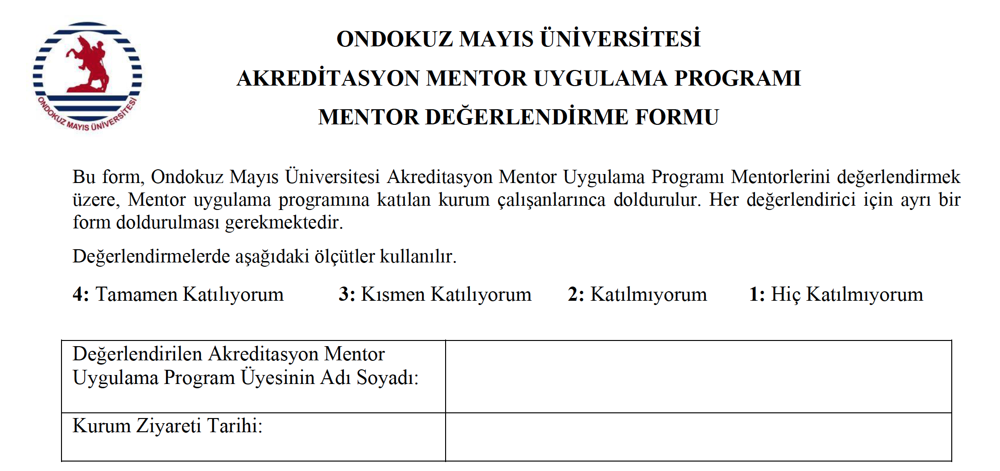 ONDOKUZ MAYIS ÜNİVERSİTESİ
AKREDİTASYON MENTOR UYGULAMA PROGRAMI
MENTOR DEĞERLENDİRME FORMU
ONDOKUZ MAYIS ÜNİVERSİTESİ
Bu form, Ondokuz Mayıs Üniversitesi Akreditasyon Mentor Uygulama Programı Mentorlerini değerlendirmek
üzere, Mentor uygulama programına katılan kurum çalışanlarınca doldurulur. Her değerlendirici için ayrı bir
form doldurulması gerekmektedir.
Değerlendirmelerde aşağıdaki ölçütler kullanılır.
4: Tamamen Katılıyorum 3: Kısmen Katılıyorum 2: Katılmıyorum 1: Hiç Katılmıyorum
Değerlendirilen Akreditasyon Mentor
Uygulama Program Üyesinin Adı Soyadı:
Kurum Ziyareti Tarihi: